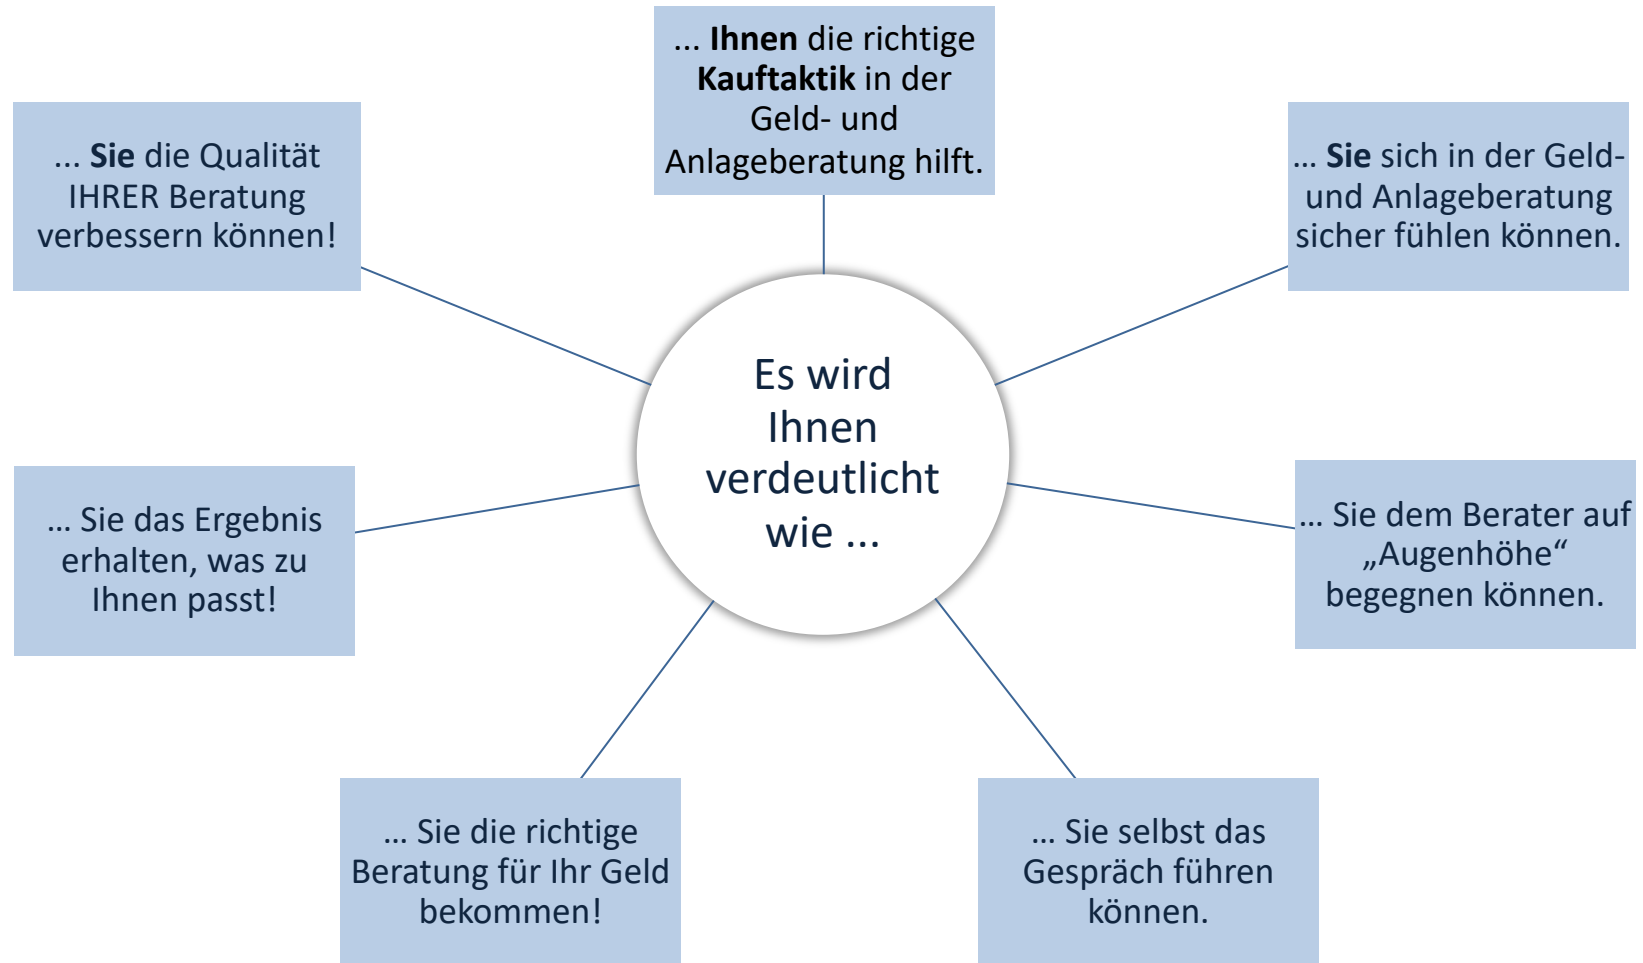 ... Ihnen die richtige
Kauftaktik in der
Geld- und
Anlageberatung hilft.
... Sie die Qualität
IHRER Beratung
verbessern können!
... Sie sich in der Geld-
und Anlageberatung
sicher fühlen können.
Es wird
Ihnen
verdeutlicht
wie ...
... Sie das Ergebnis
erhalten, was zu
Ihnen passt!
... Sie dem Berater auf
„Augenhöhe“
begegnen können.
... Sie die richtige
Beratung für Ihr Geld
bekommen!
... Sie selbst das
Gespräch führen
können.